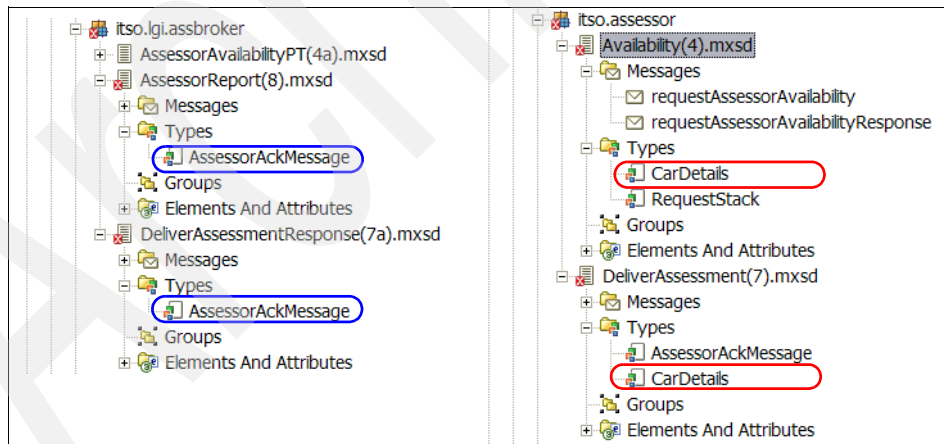 itso.lgi.assbroker
AssessorAvailabilityPT(4a).mxsd
AssessorReport(8).mxsd
Messages
Types
AssessorAckMessage
Groups
Elements And Attributes
DeliverAssessmentResponse(7a).mxsd
Messages
Types
AssessorAckMessage
Groups
Elements And Attributes
itso.assessor
Availability(4).mxsd
Messages
requestAssessorAvailability
requestAssessorAvailabilityResponse
Types
CarDetails
RequestStack
Groups
Elements And Attributes
DeliverAssessment(7).mxsd
Messages
Types
AssessorAckMessage
CarDetails
Groups
Elements And Attributes